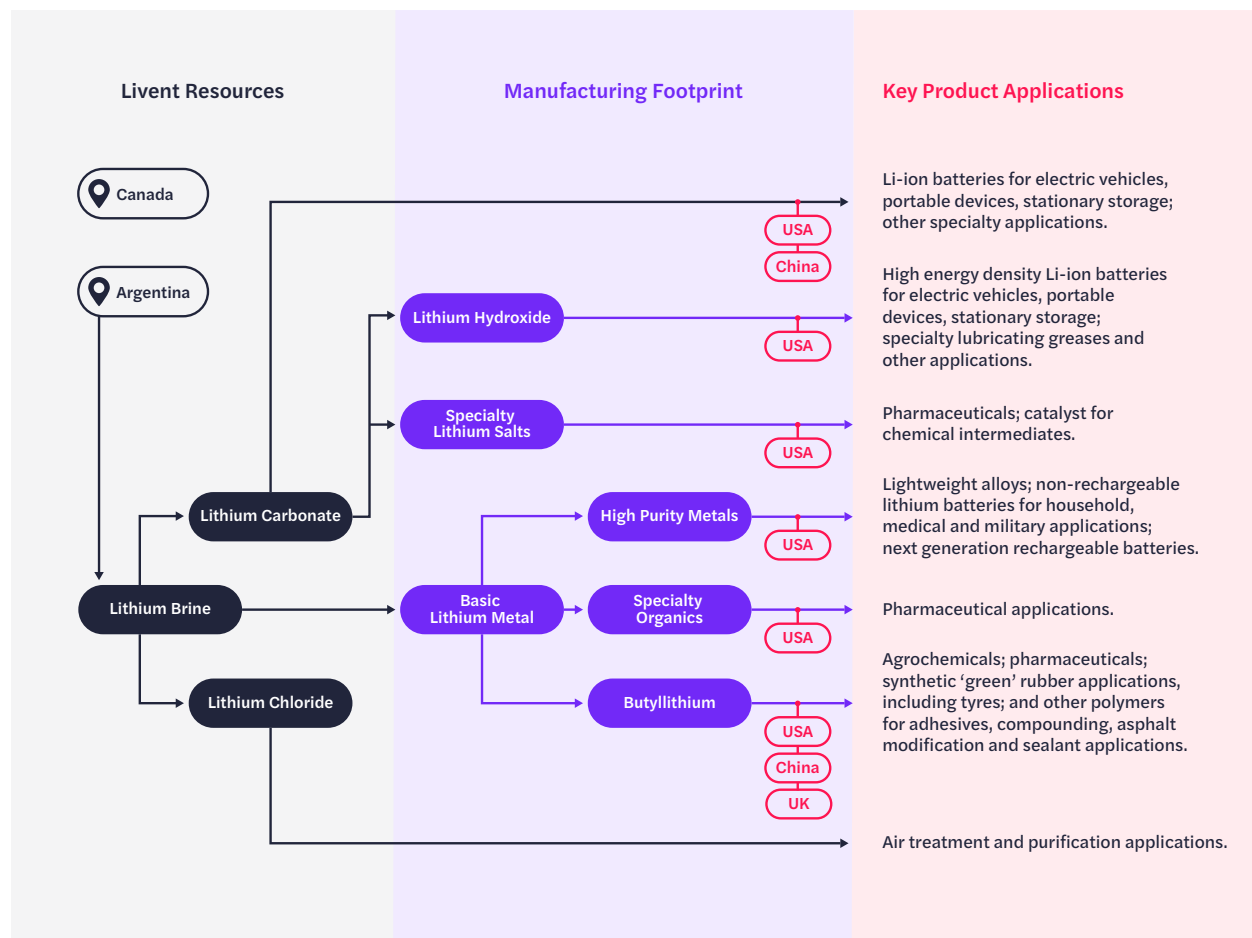 Livent Resources
Manufacturing Footprint
Key Product Applications
Canada
Argentina
Lithium Carbonate
Lithium Brine
Lithium Chloride
Lithium Hydroxide
Specialty
Lithium Salts
Basic
Lithium Metal
High Purity Metals
Specialty
Organics
Butyllithium
USA
China
USA
USA
USA
USA
USA
China
UK
Li-ion batteries for electric vehicles,
portable devices, stationary storage;
other specialty applications.
High energy density Li-ion batteries
for electric vehicles, portable
devices, stationary storage;
specialty lubricating greases and
other applications.
Pharmaceuticals; catalyst for
chemical intermediates.
Lightweight alloys; non-rechargeable
lithium batteries for household,
medical and military applications;
next generation rechargeable batteries.
Pharmaceutical applications.
Agrochemicals; pharmaceuticals;
synthetic ‘green’ rubber applications,
including tyres; and other polymers
for adhesives, compounding, asphalt
modification and sealant applications.
Air treatment and purification applications.